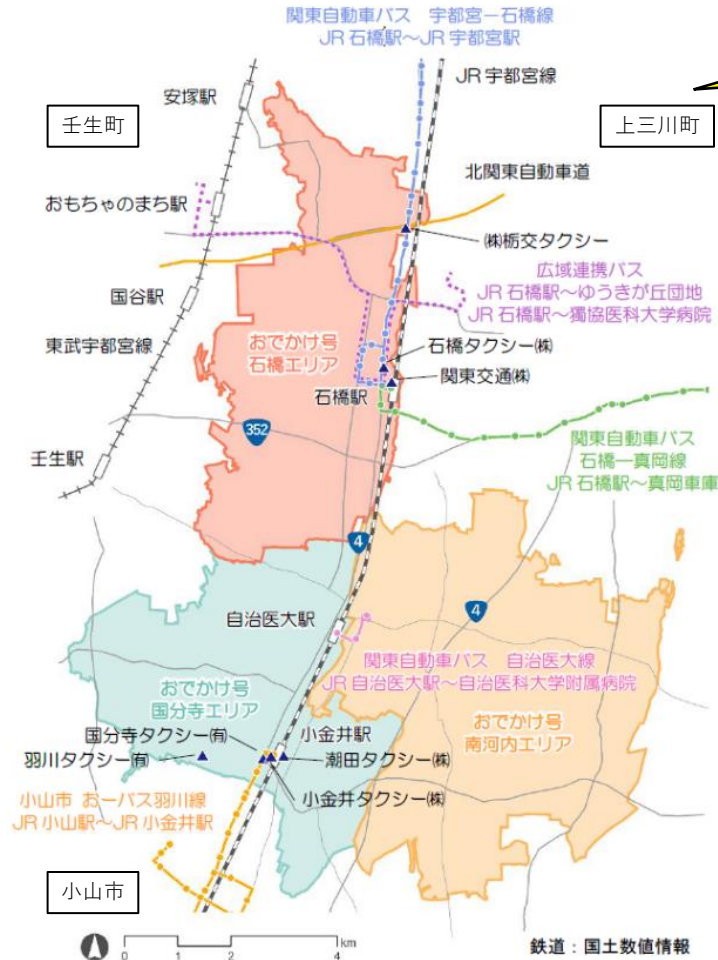 関東自動車バス 宇都宮－石橋線
JR 石橋駅～JR 宇都宮駅
JR 宇都宮線
安塚駅
壬生町
上三川町
北関東自動車道
おもちゃのまち駅
㈱栃交タクシー
広域連携バス
JR 石橋駅～ゆうきが丘団地
JR 石橋駅～獨協医科大学病院
国谷駅
東武宇都宮線
おでかけ号
石橋エリア
石橋タクシー㈱
関東交通㈱
石橋駅
352
関東自動車バス
石橋―真岡線
JR 石橋駅～真岡車庫
壬生駅
4
4
自治医大駅
関東自動車バス 自治医大線
JR 自治医大駅～自治医科大学附属病院
おでかけ号
国分寺エリア
おでかけ号
南河内エリア
国分寺タクシー㈲
小金井駅
羽川タクシー㈲
潮田タクシー㈱
小金井タクシー㈱
小山市 おーバス羽川線
JR 小山駅～JR 小金井駅
小山市
0 1 2 4 km
鉄道：国土数値情報